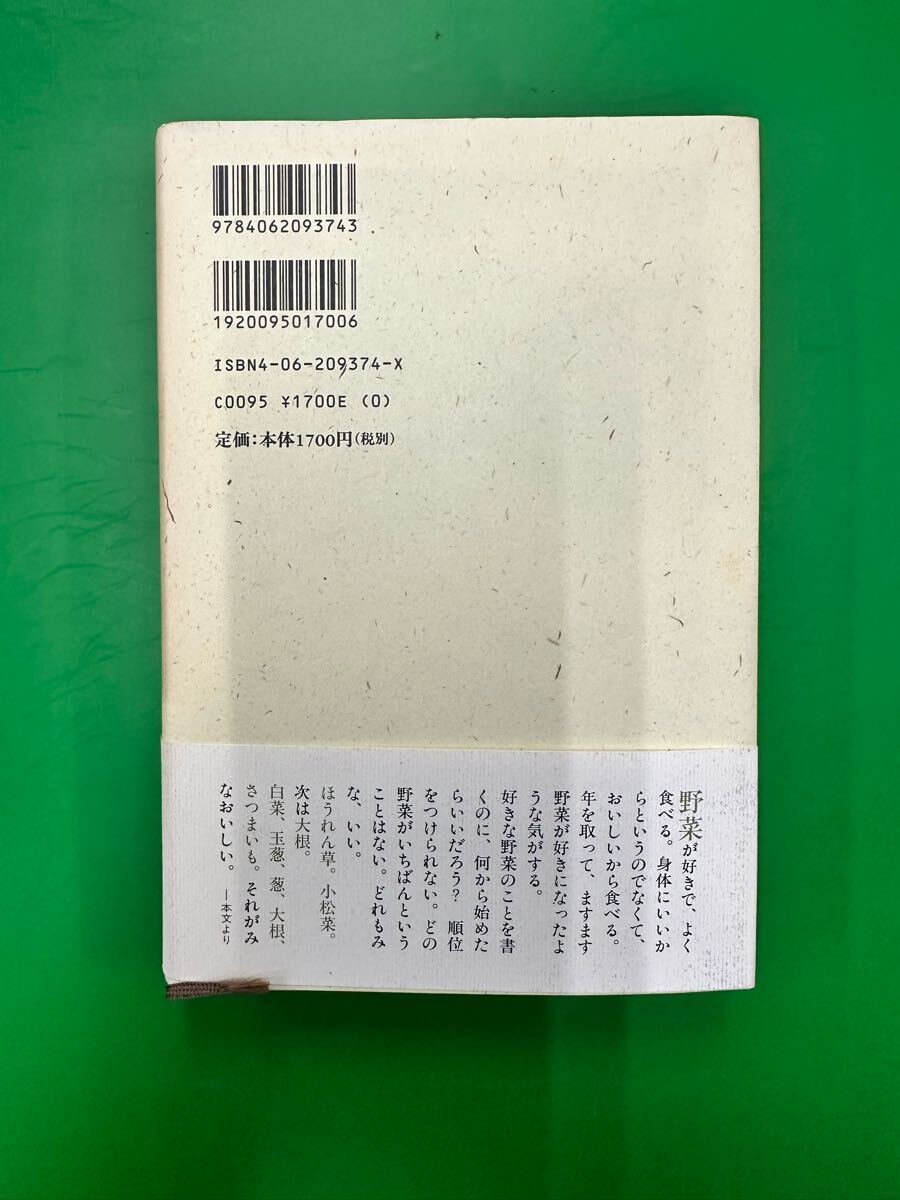 9784062093743
1920095017006
ISBN4-06-209374-X
C0095 ¥1700E (0)
定価:本体1700円(税別)
野菜が好きで、よく
食べる。身体にいいか
らというのでなくて、
おいしいから食べる。
年を取って、ますます
野菜が好きになったよ
うな気がする。
好きな野菜のことを書
くのに、何から始めた
らいいだろう? 順位
をつけられない。どの
野菜がいちばんという
ことはない。どれもみ
な、いい。
ほうれん草。小松菜。
次は大根。
白菜、玉葱、葱、大根、
さつまいも。それがみ
なおいしい。 ―本文より